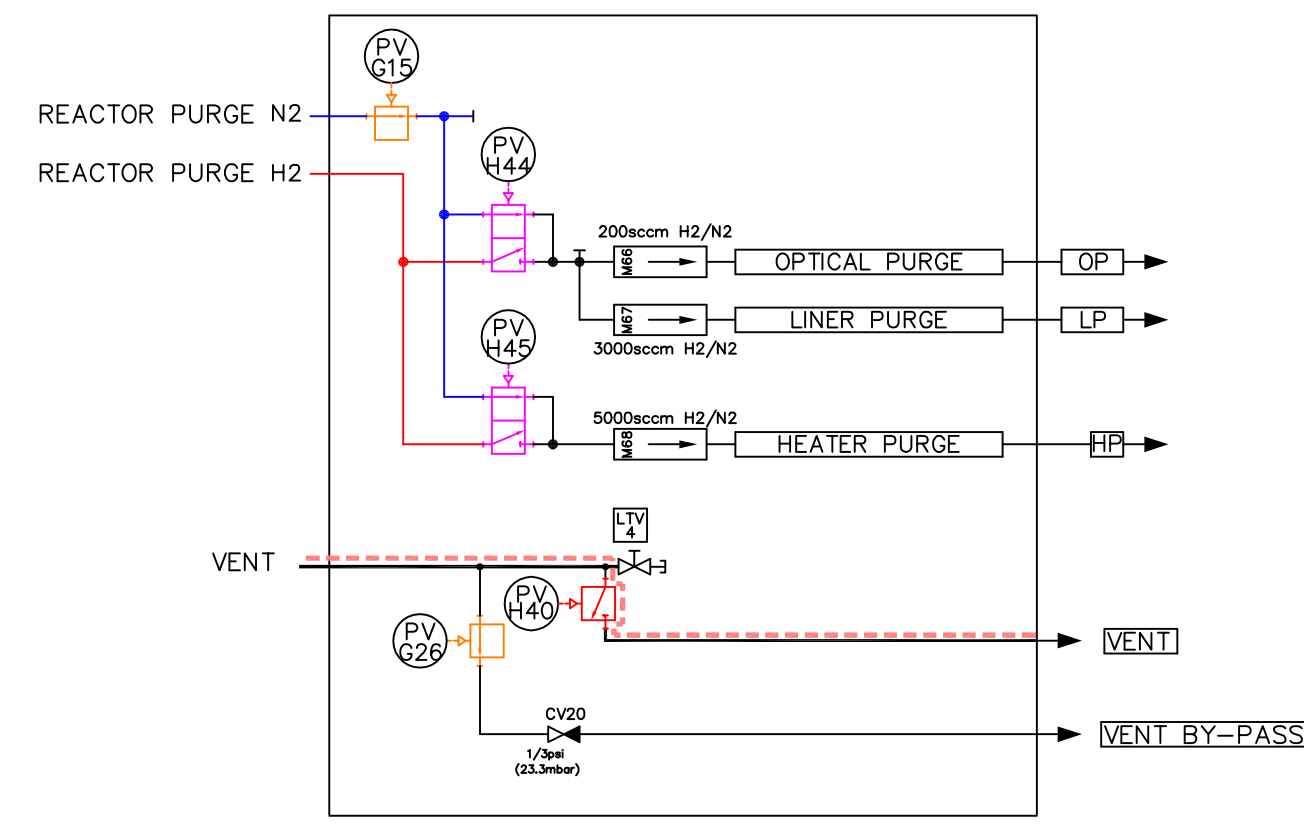 PV
G15
REACTOR PURGE N2
PV
H44
REACTOR PURGE H2
200sccm H2/N2
M66
OPTICAL PURGE
OP
M67
LINER PURGE
LP
3000sccm H2/N2
PV
H45
5000sccm H2/N2
M68
HEATER PURGE
HP
LTV
4
VENT
PV
H40
PV
G26
VENT
CV20
VENT BY-PASS
1/3psi
(23.3mbar)